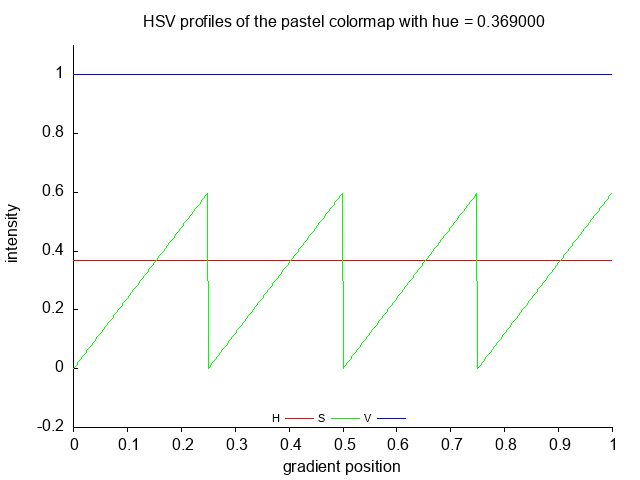 HSV profiles of the pastel colormap with hue = 0.369000
1
0.8
0.6
0.4
0.2
0
-0.2
intensity
H S V
0 0.1 0.2 0.3 0.4 0.5 0.6 0.7 0.8 0.9 1
gradient position